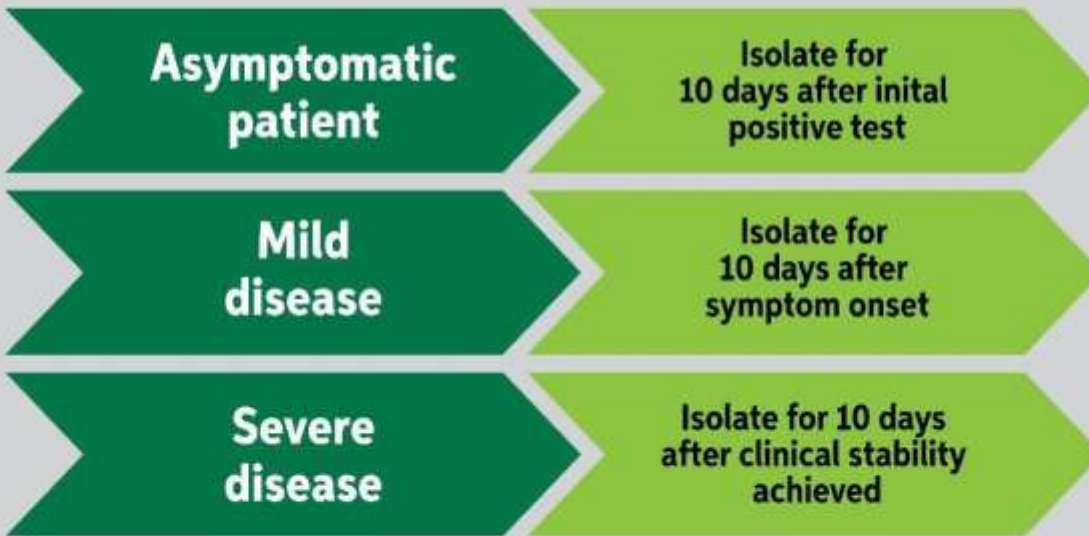 Asymptomatic
patient
Isolate for
10 days after inital
positive test
Mild
disease
Isolate for
10 days after
symptom onset
Severe
disease
Isolate for 10 days
after clinical stability
achieved